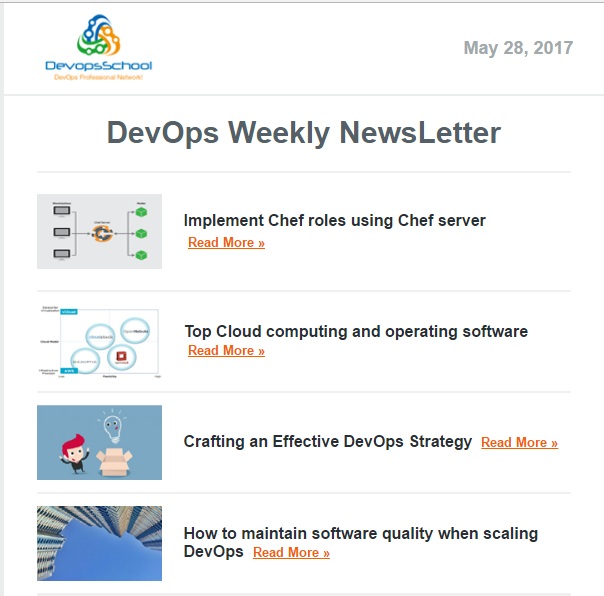 DevopsSchool
DevOps Professional Network!
May 28, 2017
DevOps Weekly NewsLetter
Implement Chef roles using Chef server
Read More »
Top Cloud computing and operating software
Read More »
Crafting an Effective DevOps Strategy Read More »
How to maintain software quality when scaling
DevOps Read More »